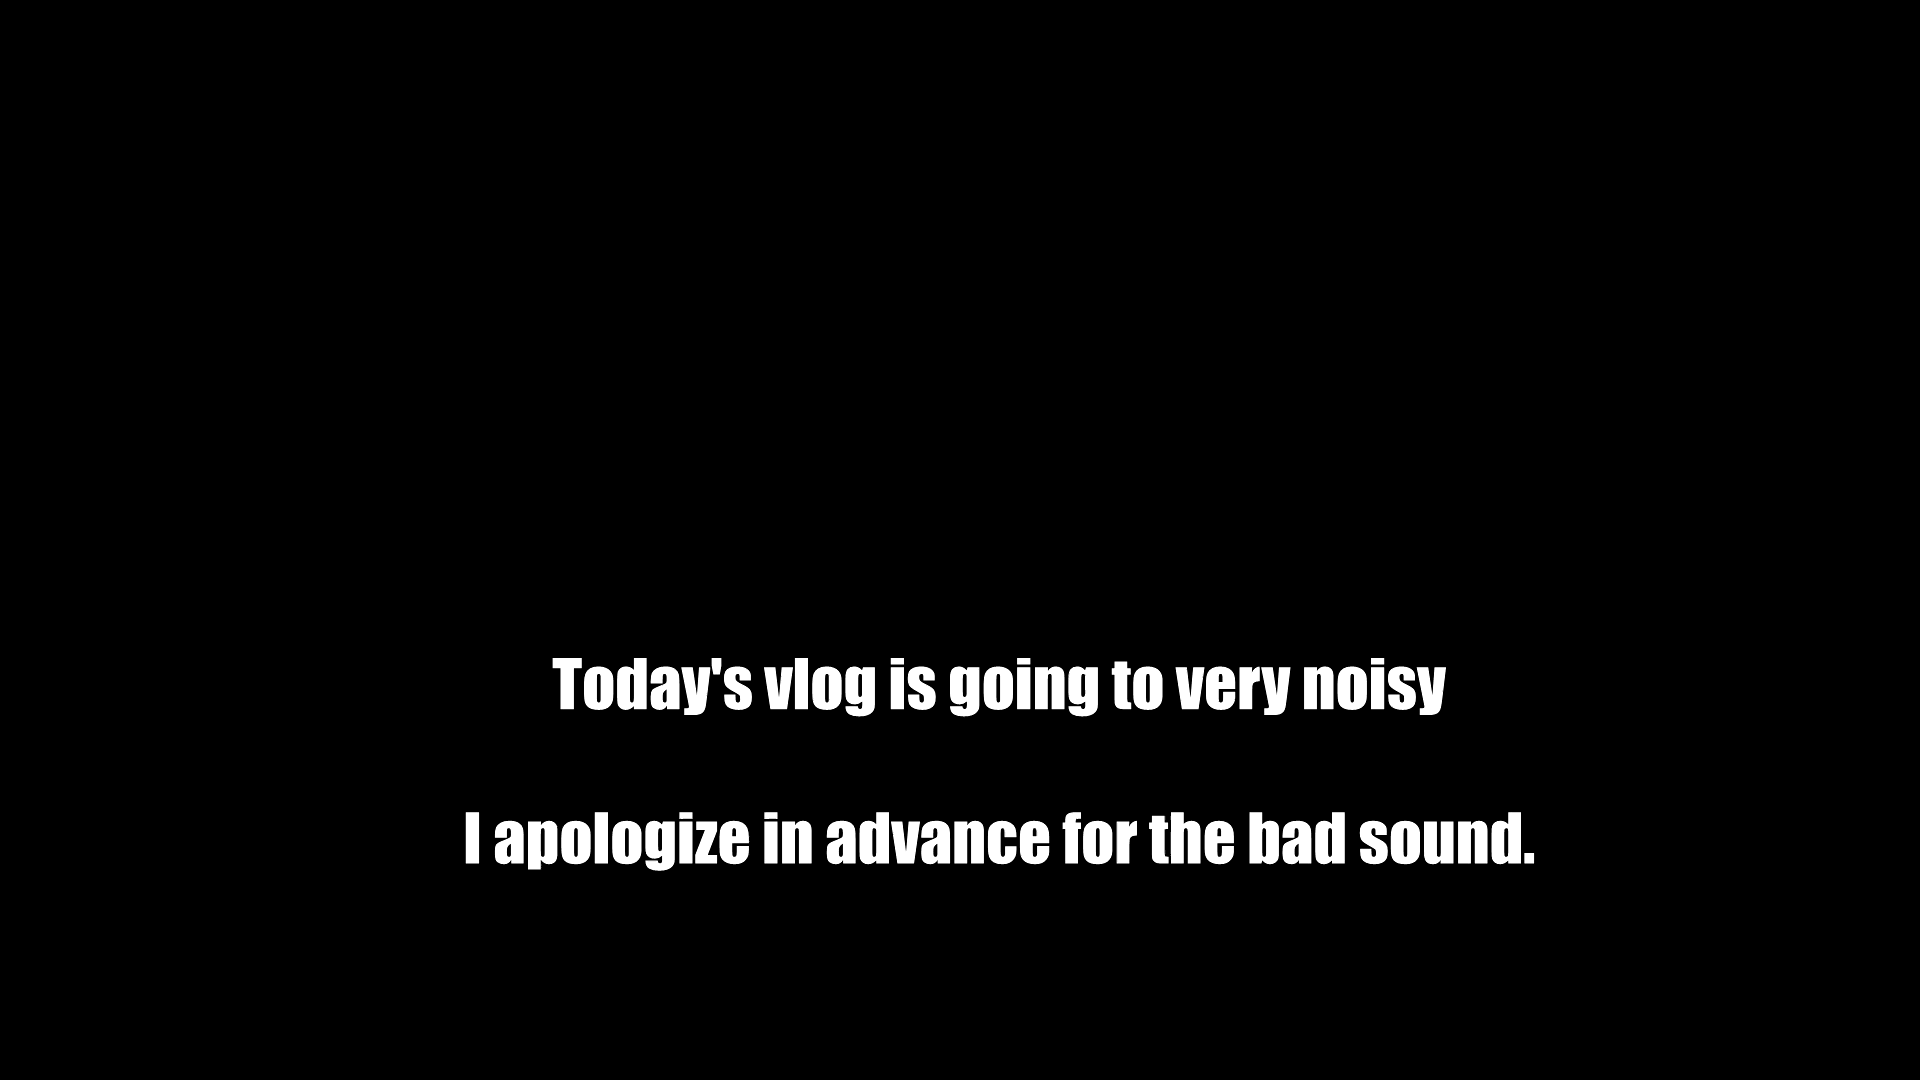 Today's vlog is going to very noisy
I apologize in advance for the bad sound.